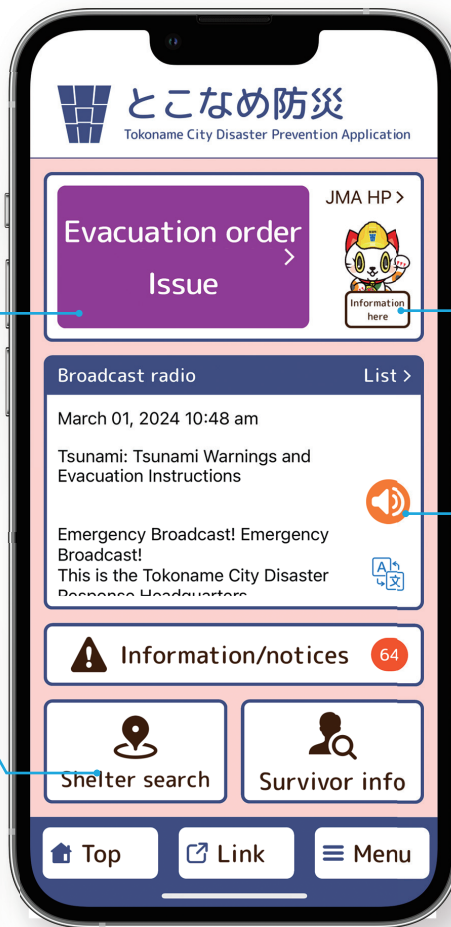 とこなめ防災
Tokoname City Disaster Prevention Application
Evacuation order
Issue
JMA HP >
Information
here
Broadcast radio
List >
March 01, 2024 10:48 am
Tsunami: Tsunami Warnings and
Evacuation Instructions
Emergency Broadcast! Emergency
Broadcast!
This is the Tokoname City Disaster
Response Headquarters
Information/notices 64
Shelter search
Survivor info
Top
Link
Menu